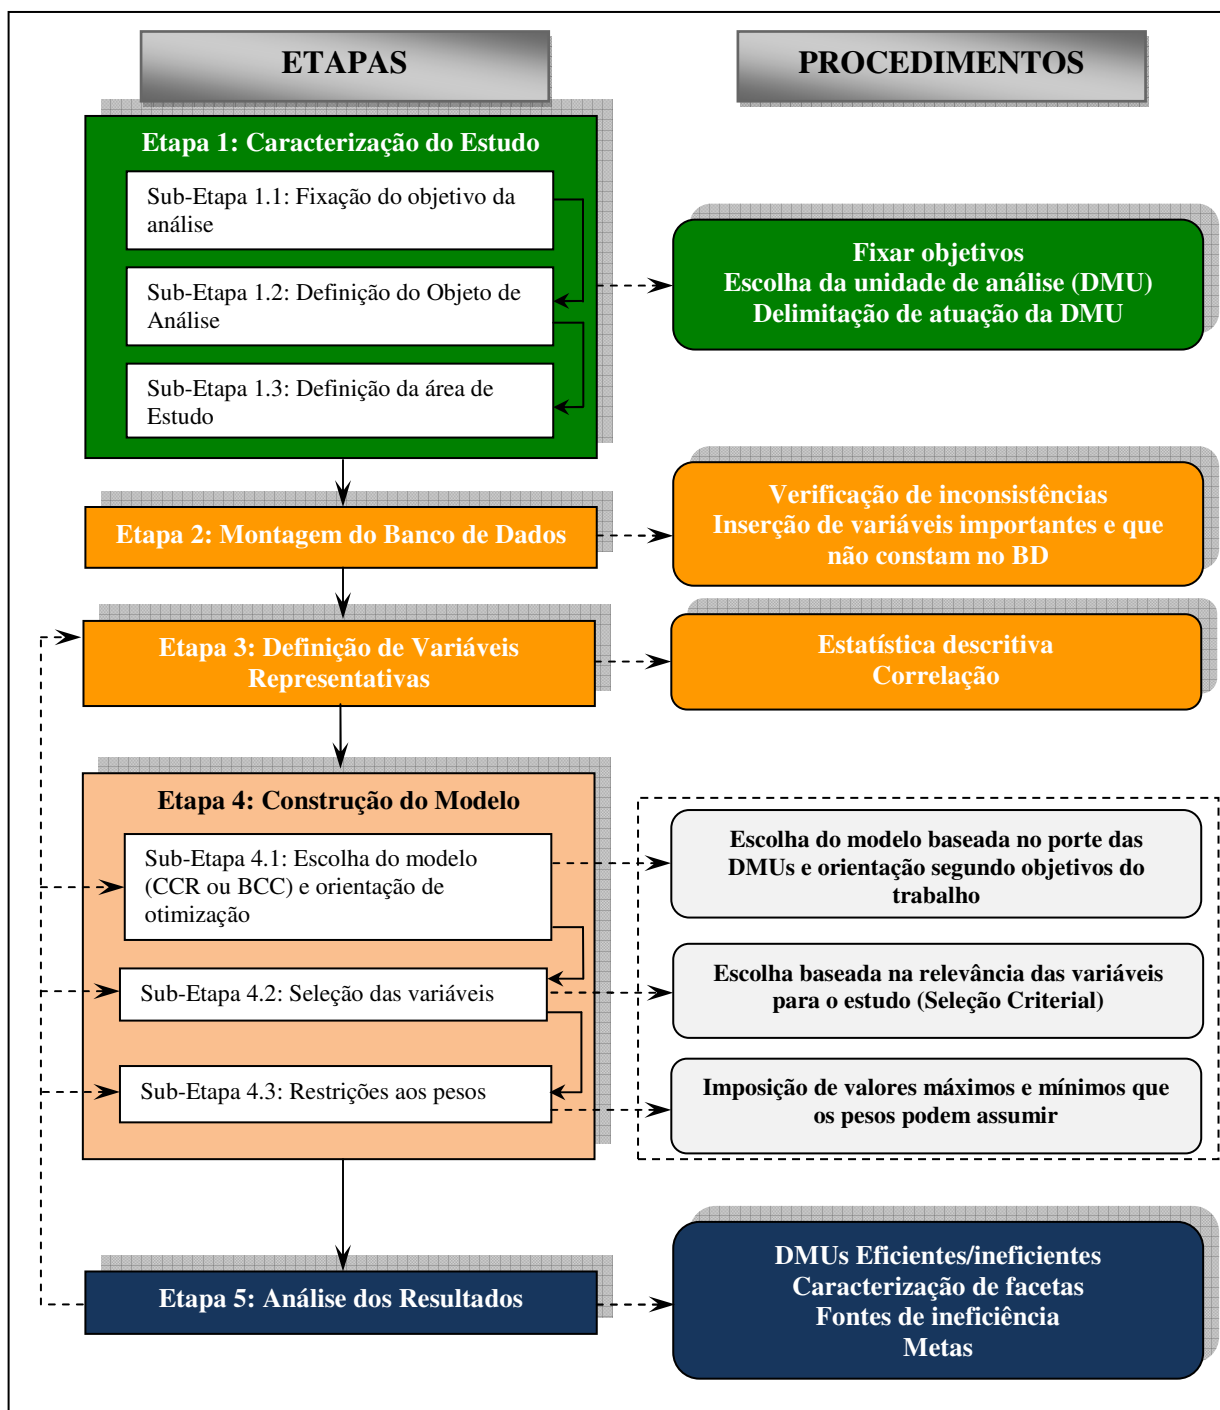 ETAPAS
PROCEDIMENTOS
Etapa 1: Caracterização do Estudo
Sub-Etapa 1.1: Fixação do objetivo da
análise
Sub-Etapa 1.2: Definição do Objeto de
Análise
Sub-Etapa 1.3: Definição da área de
Estudo
Fixar objetivos
Escolha da unidade de análise (DMU)
Delimitação de atuação da DMU
Etapa 2: Montagem do Banco de Dados
Verificação de inconsistências
Inserção de variáveis importantes e que
não constam no BD
Etapa 3: Definição de Variáveis
Representativas
Estatística descritiva
Correlação
Etapa 4: Construção do Modelo
Sub-Etapa 4.1: Escolha do modelo
(CCR ou BCC) e orientação de
otimização
Escolha do modelo baseada no porte das
DMUs e orientação segundo objetivos do
trabalho
Sub-Etapa 4.2: Seleção das variáveis
Escolha baseada na relevância das variáveis
para o estudo (Seleção Criterial)
Sub-Etapa 4.3: Restrições aos pesos
Imposição de valores máximos e mínimos que
os pesos podem assumir
Etapa 5: Análise dos Resultados
DMUs Eficientes/ineficientes
Caracterização de facetas
Fontes de ineficiência
Metas